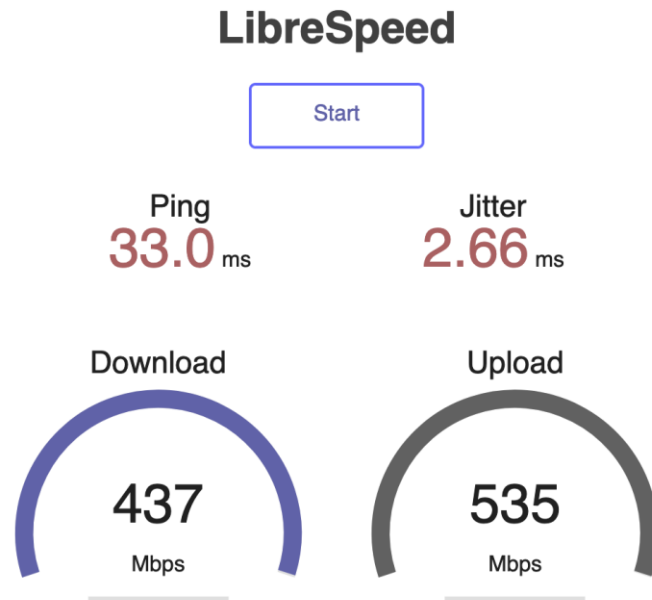 LibreSpeed
Start
Ping
33.0 ms
Jitter
2.66 ms
Download
437
Mbps
Upload
535
Mbps